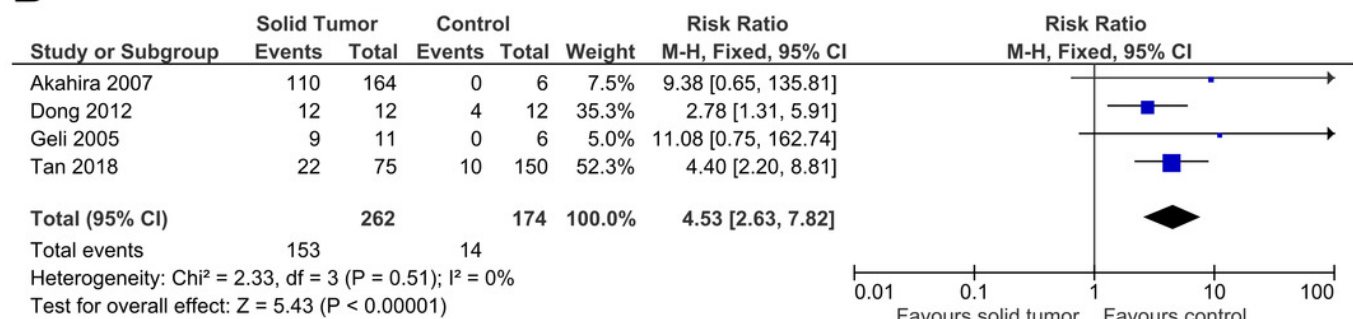 Solid Tumor Control Risk Ratio Risk Ratio
Study or Subgroup Events Total Events Total Weight M-H, Fixed, 95% CI M-H, Fixed, 95% CI
Akahira 2007 110 164 0 6 7.5% 9.38 [0.65, 135.81]
Dong 2012 12 12 4 12 35.3% 2.78 [1.31, 5.91]
Geli 2005 9 11 0 6 5.0% 11.08 [0.75, 162.74]
Tan 2018 22 75 10 150 52.3% 4.40 [2.20, 8.81]
Total (95% CI) 262 174 100.0% 4.53 [2.63, 7.82]
Total events 153 14
Heterogeneity: Chi² = 2.33, df = 3 (P = 0.51); I² = 0%
Test for overall effect: Z = 5.43 (P < 0.00001)
0.01 0.1 1 10 100
Favours solid tumor Favours control